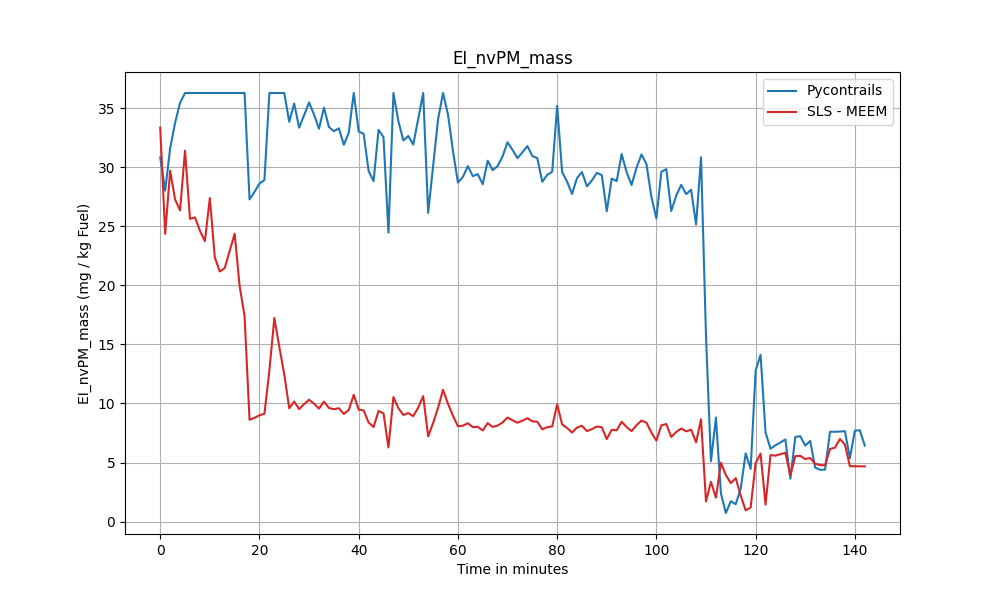 EI_nvPM_mass
Pycontrails
SLS - MEEM
EI_nvPM_mass (mg / kg Fuel)
35
30
25
20
15
10
5
0
0 20 40 60 80 100 120 140
Time in minutes